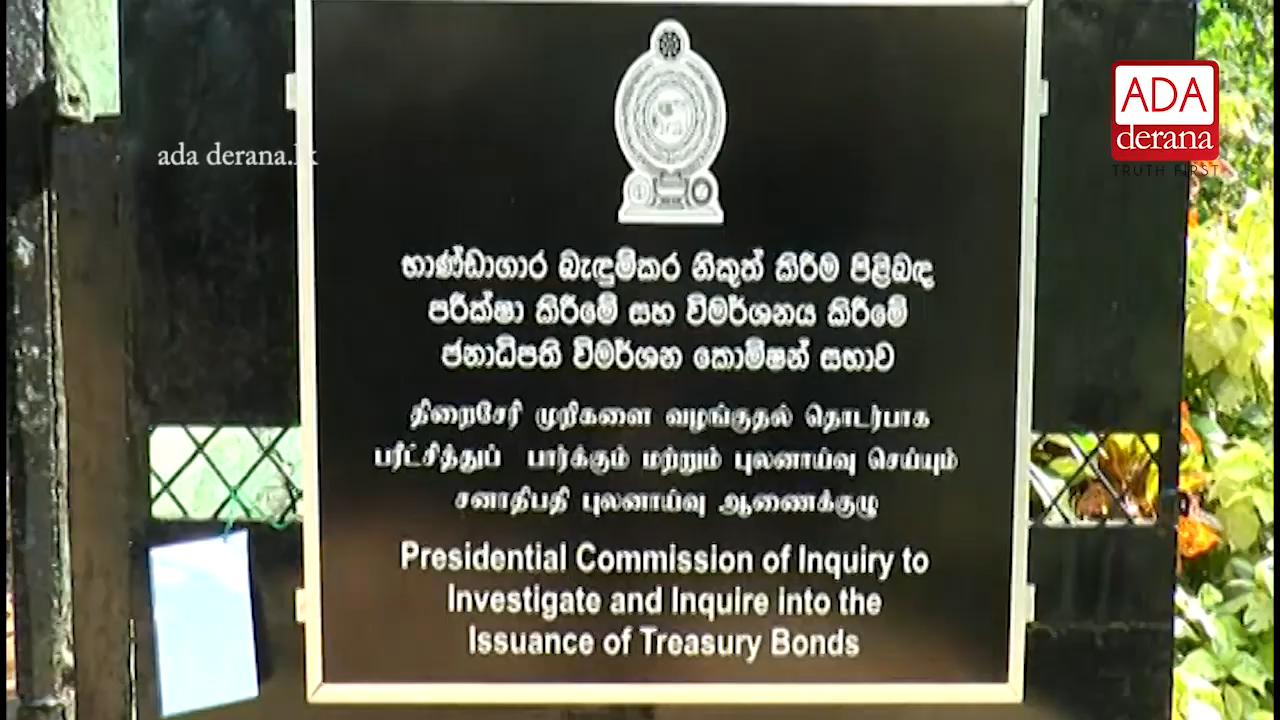 ADA
derana
TRUTH FIRST
ada derana.lk
භාණ්ඩාගාර බැඳුම්කර නිකුත් කිරීම පිළිබඳ
පරීක්ෂා කිරීමේ සහ විමර්ශනය කිරීමේ
ජනාධිපති විමර්ශන කොමිෂන් සභාව
திறைசேரி முறிகளை வழங்குதல் தொடர்பாக
பரீட்சித்துப் பார்க்கும் மற்றும் புலனாய்வு செய்யும்
சனாதிபதி புலனாய்வு ஆணைக்குழு
Presidential Commission of Inquiry to
Investigate and Inquire into the
Issuance of Treasury Bonds